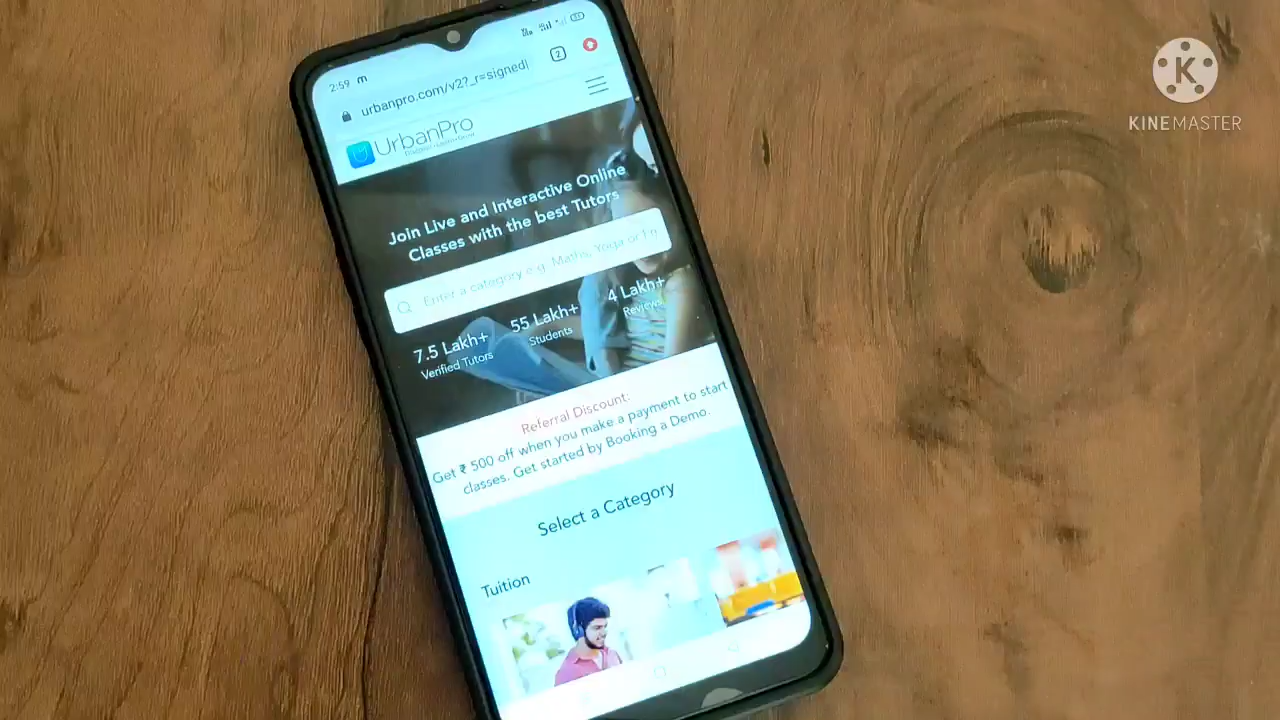 2:59
urbanpro.com/v2?_r=signedl
2
UrbanPro
KINEMASTER
Join Live and Interactive Online
Classes with the best Tutors
Enter a category e.g. Maths, Yoga or
7.5 Lakh+
Verified Tutors
55 Lakh+
Students
4 Lakh+
Reviews
Referral Discount:
Get ₹ 500 off when you make a payment to start
classes. Get started by Booking a Demo.
Select a Category
Tuition